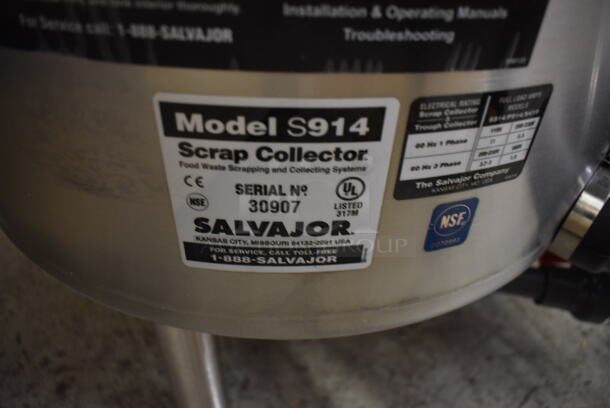 Installation & Operating Manuals
For Service call: 1-888-SALVAJOR
Troubleshooting
Model S914
Scrap Collector
Food Waste Scrapping and Collecting Systems
CE
NSE
SERIAL Nº
30907
UL
LISTED
317M
SALVAJOR
KANSAS CITY, MISSOURI 64132-2091 USA
FOR SERVICE, CALL TOLL-FREE
1-888-SALVAJOR
ELECTRICAL RATING
Scrap Collector &
Trough Collector
FULL LOAD AMPS
MODELS
60 Hz 1 Phase
60 Hz 3 Phase
The Salvajor Company
KANSAS CITY, MO. USA
NSF
GROUP